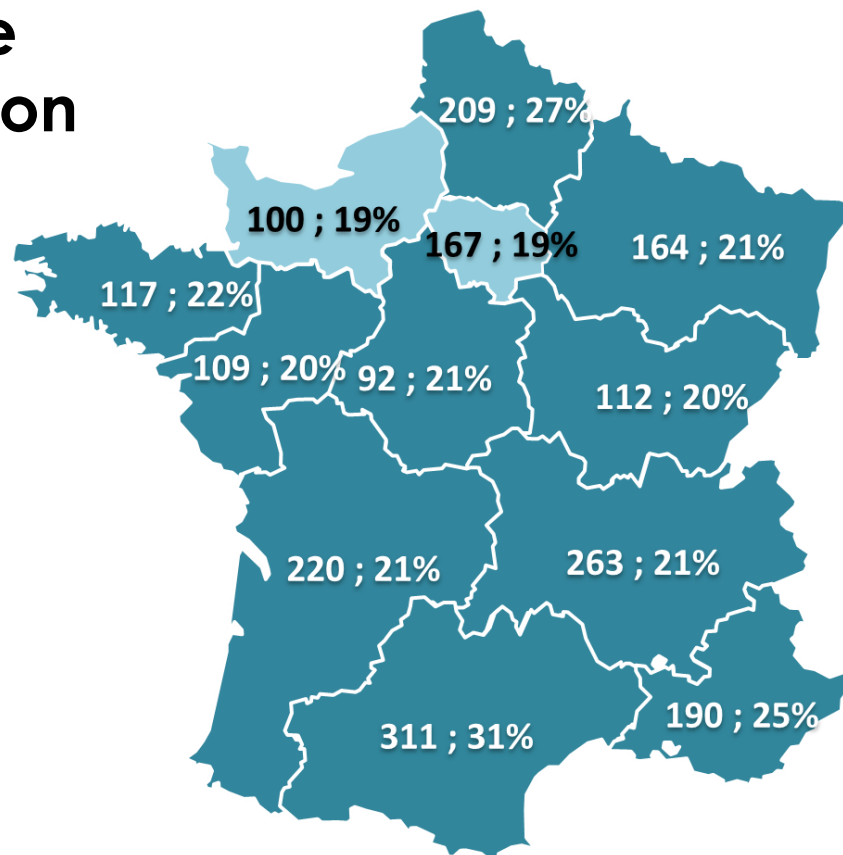 e
on
209 ; 27%
100 ; 19%
167 ; 19%
164 ; 21%
117 ; 22%
109 ; 20%
92 ; 21%
112 ; 20%
220 ; 21%
263 ; 21%
311 ; 31%
190 ; 25%